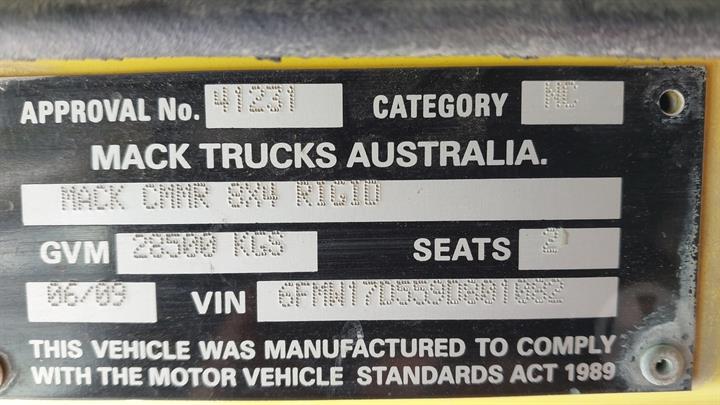 APPROVAL No. 41231 CATEGORY NC
MACK TRUCKS AUSTRALIA.
MACK CMMR 8X4 RIGID
GVM 28500 KGS SEATS 2
06/09 VIN
THIS VEHICLE WAS MANUFACTURED TO COMPLY
WITH THE MOTOR VEHICLE STANDARDS ACT 1989